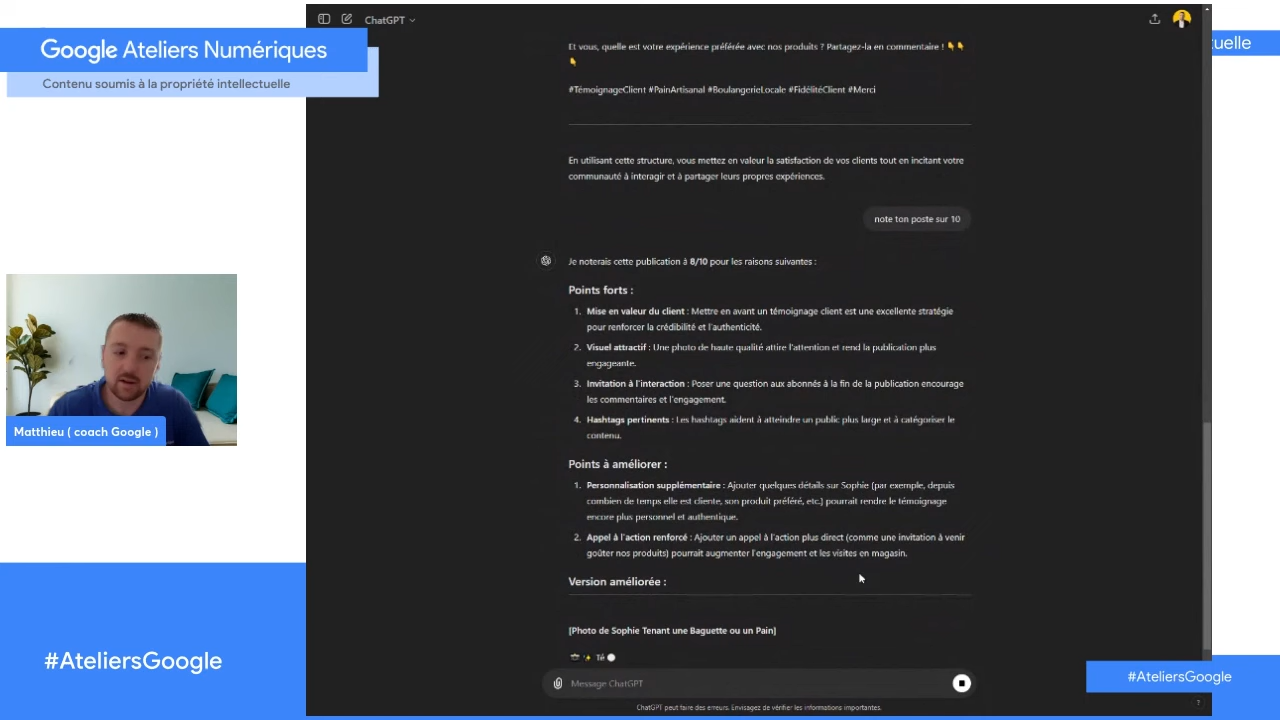 Google Ateliers Numériques
Contenu soumis à la propriété intellectuelle
tuelle
ChatGPT
Et vous, quelle est votre expérience préférée avec nos produits ? Partagez-la en commentaire ! 👇👇
👇
#TémoignageClient #PainArtisanal #BoulangerieLocale #FidélitéClient #Merci
En utilisant cette structure, vous mettez en valeur la satisfaction de vos clients tout en incitant votre
communauté à interagir et à partager leurs propres expériences.
note ton poste sur 10
Je noterais cette publication à 8/10 pour les raisons suivantes :
Points forts :
1. Mise en valeur du client : Mettre en avant un témoignage client est une excellente stratégie
pour renforcer la crédibilité et l'authenticité.
2. Visuel attractif : Une photo de haute qualité attire l'attention et rend la publication plus
engageante.
3. Invitation à l'interaction : Poser une question aux abonnés à la fin de la publication encourage
les commentaires et l'engagement.
4. Hashtags pertinents : Les hashtags aident à atteindre un public plus large et à catégoriser le
contenu.
Points à améliorer :
1. Personnalisation supplémentaire : Ajouter quelques détails sur Sophie (par exemple, depuis
combien de temps elle est cliente, son produit préféré, etc.) pourrait rendre le témoignage
encore plus personnel et authentique.
2. Appel à l'action renforcé : Ajouter un appel à l'action plus direct (comme une invitation à venir
goûter nos produits) pourrait augmenter l'engagement et les visites en magasin.
Version améliorée :
[Photo de Sophie Tenant une Baguette ou un Pain]
Té
Message ChatGPT
ChatGPT peut faire des erreurs. Envisagez de vérifier les informations importantes.
?
Matthieu ( coach Google )
#AteliersGoogle
#AteliersGoogle